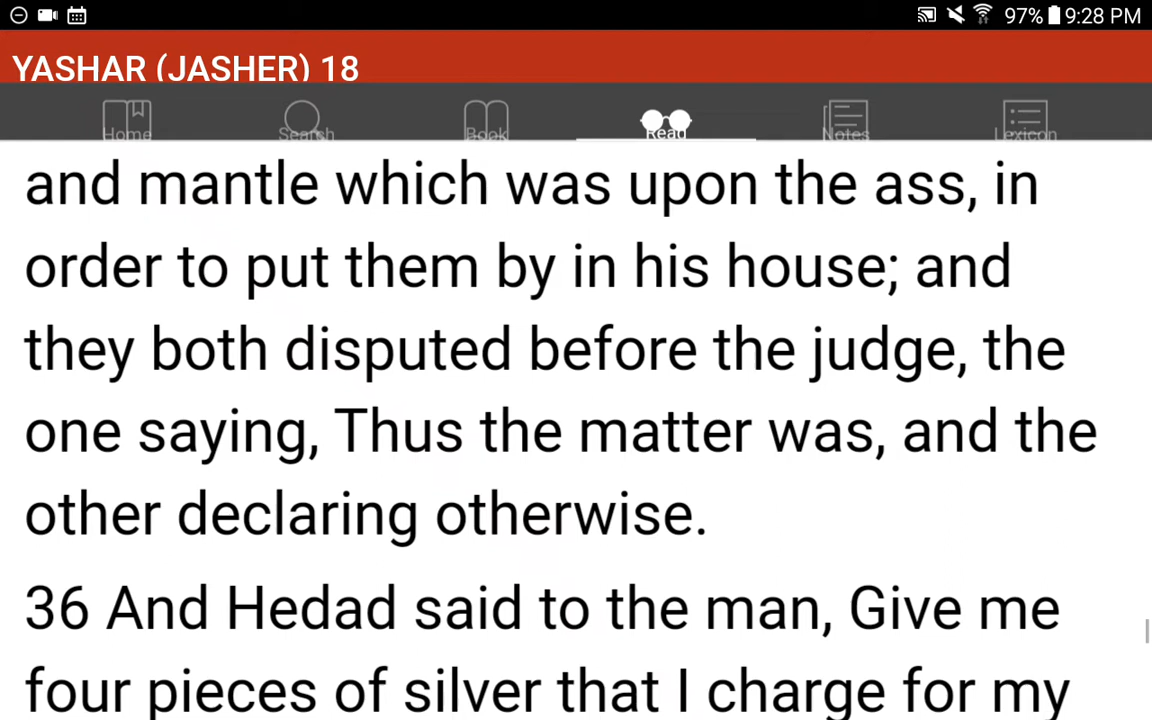 97% 9:28 PM
YASHAR (JASHER) 18
Home Search Book Read Notes Lexicon
and mantle which was upon the ass, in
order to put them by in his house; and
they both disputed before the judge, the
one saying, Thus the matter was, and the
other declaring otherwise.
36 And Hedad said to the man, Give me
four pieces of silver that I charge for my